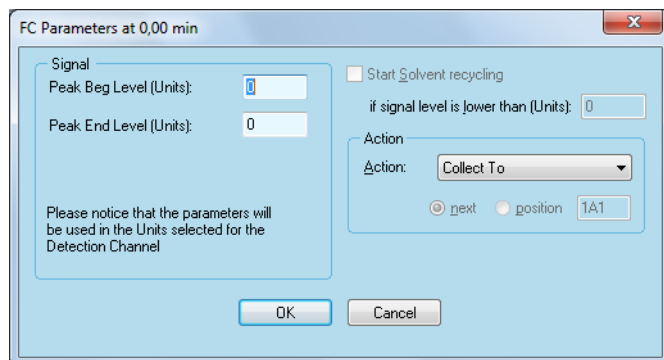 FC Parameters at 0,00 min
Signal
Peak Beg Level (Units): 0
Peak End Level (Units): 0
Please notice that the parameters will
be used in the Units selected for the
Detection Channel
Start Solvent recycling
if signal level is lower than (Units): 0
Action
Action: Collect To
next position 1A1
OK Cancel